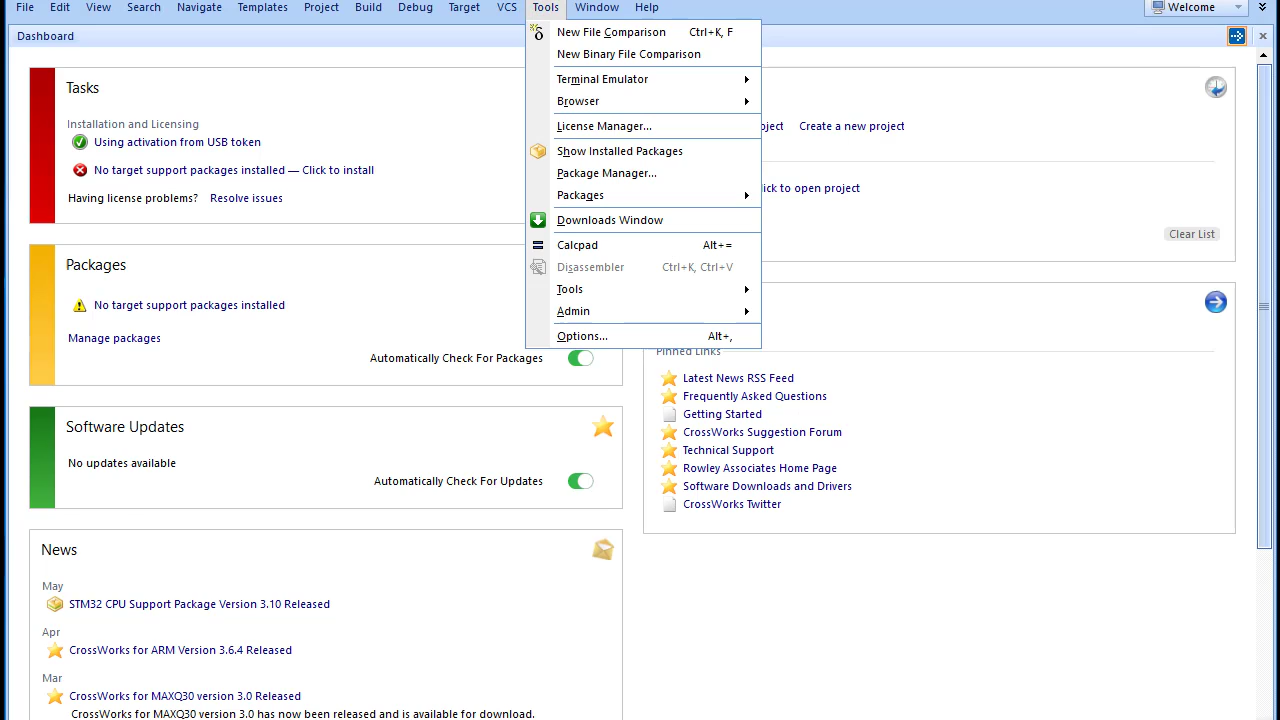 File Edit View Search Navigate Templates Project Build Debug Target VCS Tools Window Help Welcome
Dashboard
New File Comparison Ctrl+K, F
New Binary File Comparison
Terminal Emulator
Browser
License Manager...
Show Installed Packages
Package Manager...
Packages
Downloads Window
Calcpad Alt+=
Disassembler Ctrl+K, Ctrl+V
Tools
Admin
Options... Alt+,
Tasks
Installation and Licensing
Using activation from USB token
No target support packages installed — Click to install
Having license problems? Resolve issues
Packages
No target support packages installed
Manage packages
Automatically Check For Packages
Software Updates
No updates available
Automatically Check For Updates
News
May
STM32 CPU Support Package Version 3.10 Released
Apr
CrossWorks for ARM Version 3.6.4 Released
Mar
CrossWorks for MAXQ30 version 3.0 Released
CrossWorks for MAXQ30 version 3.0 has now been released and is available for download.
Create a new project
to open project
Clear List
Pinned Links
Latest News RSS Feed
Frequently Asked Questions
Getting Started
CrossWorks Suggestion Forum
Technical Support
Rowley Associates Home Page
Software Downloads and Drivers
CrossWorks Twitter